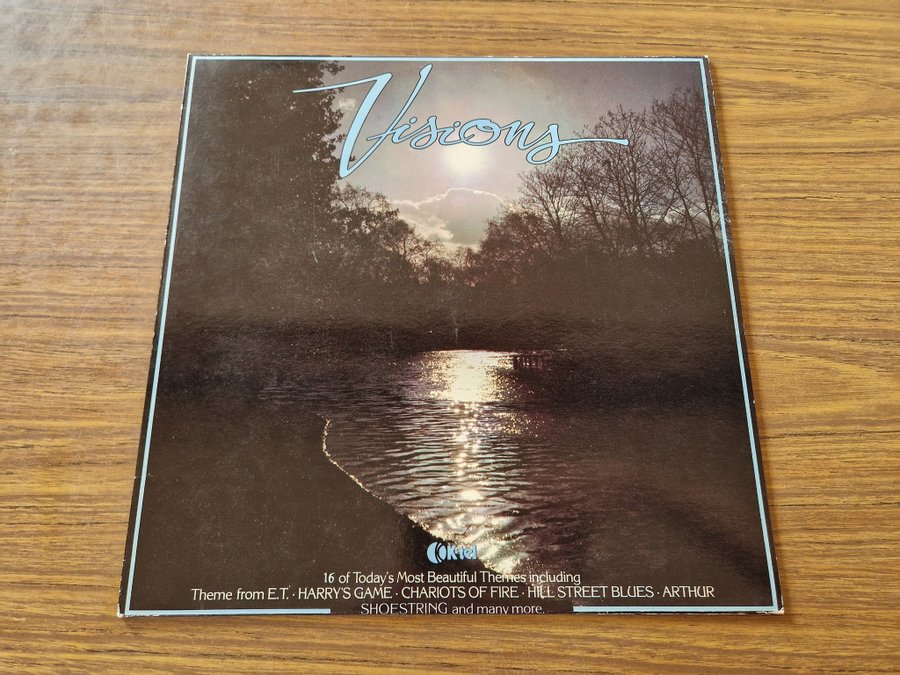 Visions
K-tel
16 of Today's Most Beautiful Themes including
Theme from E.T. · HARRY'S GAME · CHARIOTS OF FIRE · HILL STREET BLUES · ARTHUR
SHOESTRING and many more.